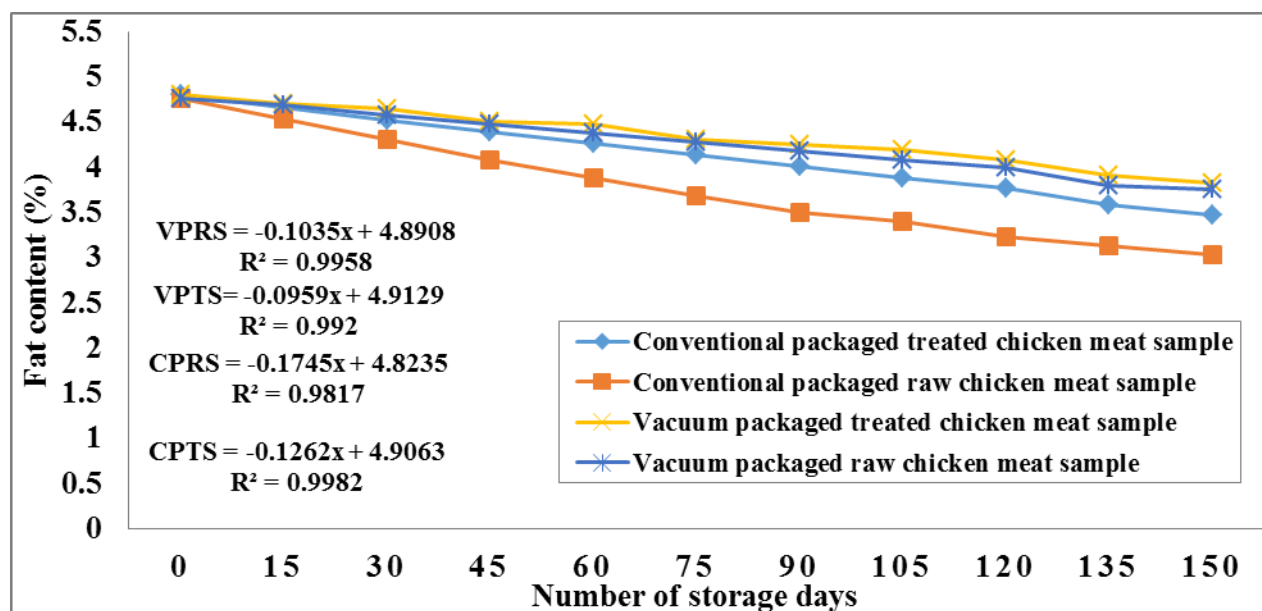 Fat content (%)
5.5
5
4.5
4
3.5
3
2.5
2
1.5
1
0.5
0
VPRS = -0.1035x + 4.8908
R² = 0.9958
VPTS= -0.0959x + 4.9129
R² = 0.992
CPRS = -0.1745x + 4.8235
R² = 0.9817
CPTS = -0.1262x + 4.9063
R² = 0.9982
Conventional packaged treated chicken meat sample
Conventional packaged raw chicken meat sample
Vacuum packaged treated chicken meat sample
Vacuum packaged raw chicken meat sample
0 15 30 45 60 75 90 105 120 135 150
Number of storage days